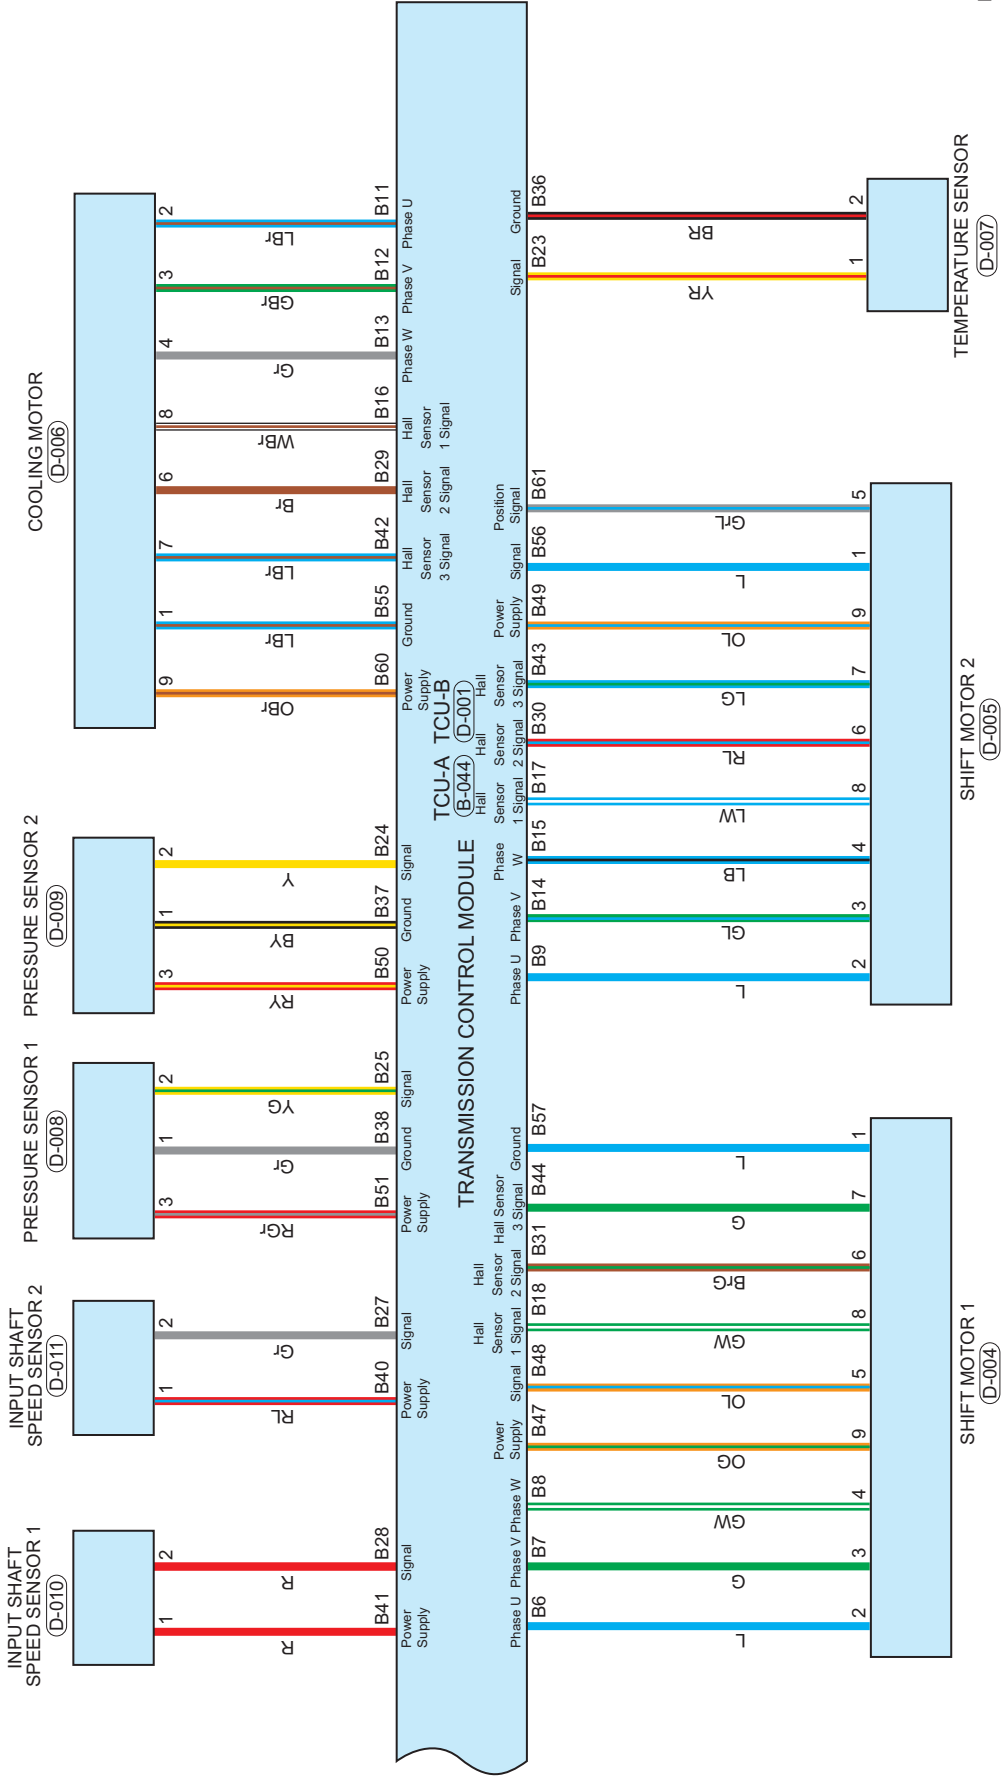 INPUT SHAFT
SPEED SENSOR 1
D-010
1
2
R
R
B41
B28
Power
Supply
Signal
INPUT SHAFT
SPEED SENSOR 2
D-011
1
2
RL
Gr
B40
B27
Power
Supply
Signal
PRESSURE SENSOR 1
D-008
3
1
2
RGr
Gr
YG
B51
B38
B25
Power
Supply
Ground
Signal
PRESSURE SENSOR 2
D-009
3
1
2
RY
BY
Y
B50
B37
B24
Power
Supply
Ground
Signal
COOLING MOTOR
D-006
9
1
7
6
8
4
3
2
OBr
LBr
LBr
Br
WBr
Gr
GBr
LBr
B60
B55
B42
B29
B16
B13
B12
B11
Power
Supply
Ground
Hall
Sensor
3 Signal
Hall
Sensor
2 Signal
Hall
Sensor
1 Signal
Phase W
Phase V
Phase U
TRANSMISSION CONTROL MODULE
TCU-A
B-044
TCU-B
D-001
Phase U
Phase V
Phase W
Power
Supply
Signal
Hall
Sensor
1 Signal
Hall
Sensor
2 Signal
Hall Sensor
3 Signal
Ground
B6
B7
B8
B47
B48
B18
B31
B44
B57
L
G
GW
OG
OL
GW
BrG
G
L
2
3
4
9
5
8
6
7
1
SHIFT MOTOR 1
D-004
Phase U
Phase V
Phase
W
Hall
Sensor
1 Signal
Hall
Sensor
2 Signal
Hall
Sensor
3 Signal
Power
Supply
Signal
Position
Signal
B9
B14
B15
B17
B30
B43
B49
B56
B61
L
GL
LB
LW
RL
LG
OL
L
GrL
2
3
4
8
6
7
9
1
5
SHIFT MOTOR 2
D-005
Signal
Ground
B23
B36
YR
BR
1
2
TEMPERATURE SENSOR
D-007